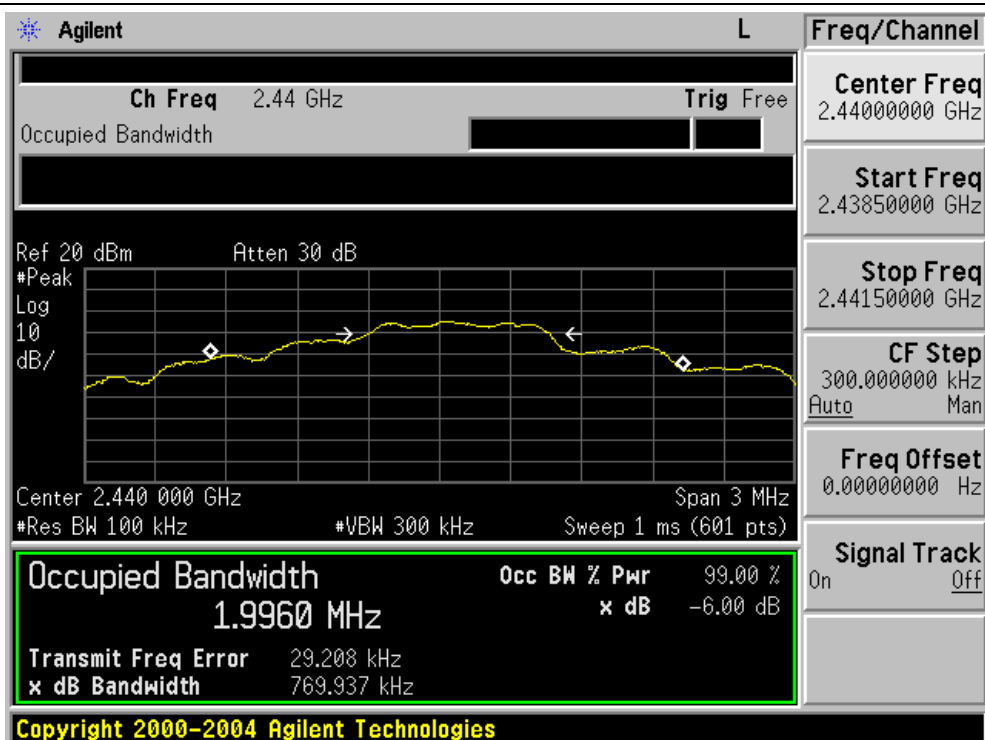 Agilent L Freq/Channel
Ch Freq 2.44 GHz Trig Free
Occupied Bandwidth
Center Freq
2.44000000 GHz
Start Freq
2.43850000 GHz
Stop Freq
2.44150000 GHz
CF Step
300.000000 kHz
Auto Man
Freq Offset
0.00000000 Hz
Signal Track
On Off
Ref 20 dBm Atten 30 dB
#Peak
Log
10
dB/
Center 2.440 000 GHz Span 3 MHz
#Res BW 100 kHz #VBW 300 kHz Sweep 1 ms (601 pts)
Occupied Bandwidth Occ BW % Pwr 99.00 %
1.9960 MHz x dB -6.00 dB
Transmit Freq Error 29.208 kHz
x dB Bandwidth 769.937 kHz
Copyright 2000-2004 Agilent Technologies